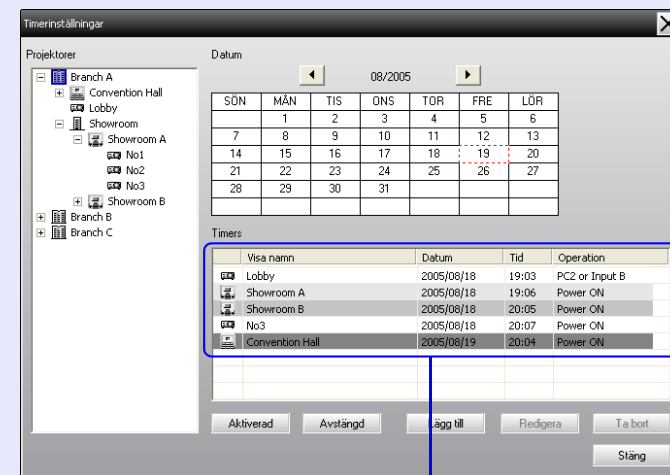 Timerinställningar
Projektorer
Branch A
Convention Hall
Lobby
Showroom
Showroom A
No1
No2
No3
Showroom B
Branch B
Branch C
Datum
08/2005
SÖN MÅN TIS ONS TOR FRE LÖR
1 2 3 4 5 6
7 8 9 10 11 12 13
14 15 16 17 18 19 20
21 22 23 24 25 26 27
28 29 30 31
Timers
Visa namn Datum Tid Operation
Lobby 2005/08/18 19:03 PC2 or Input B
Showroom A 2005/08/18 19:06 Power ON
Showroom B 2005/08/18 20:05 Power ON
No3 2005/08/18 20:07 Power ON
Convention Hall 2005/08/19 20:04 Power ON
Aktiverad Avstängd Lägg till Redigera Ta bort
Stäng